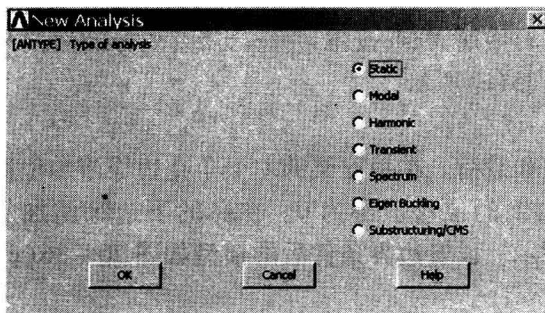 New Analysis
[ANTYPE] Type of analysis
Static
Modal
Harmonic
Transient
Spectrum
Eigen Buckling
Substructuring/CMS
OK Cancel Help